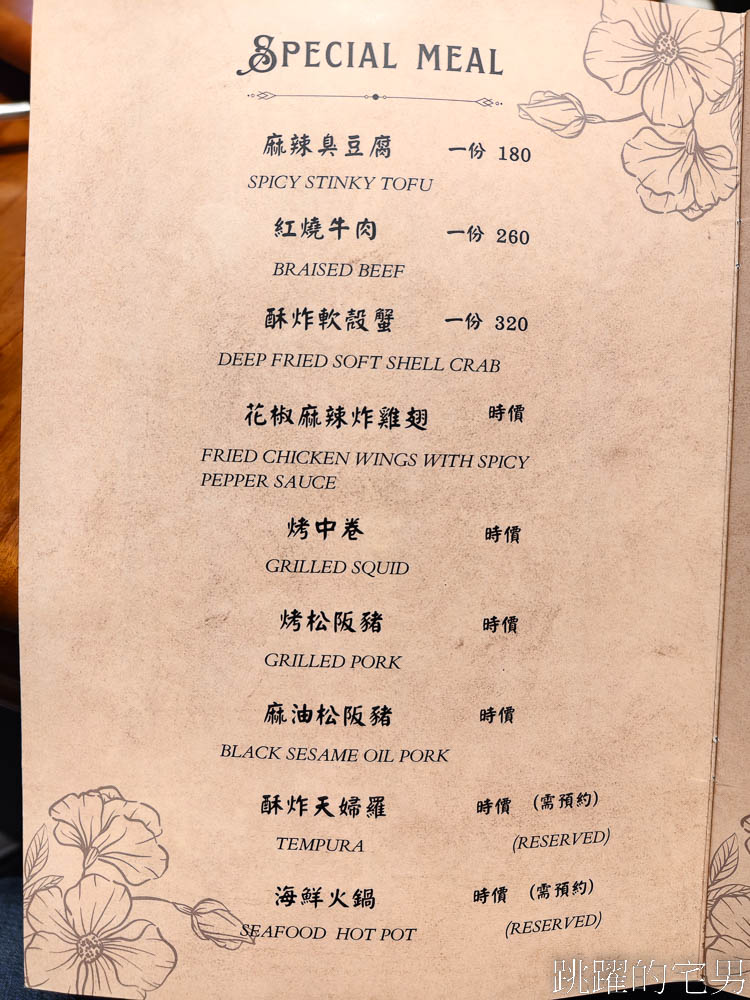 SPECIAL MEAL
麻辣臭豆腐 一份 180
SPICY STINKY TOFU
紅燒牛肉 一份 260
BRAISED BEEF
酥炸軟殼蟹 一份 320
DEEP FRIED SOFT SHELL CRAB
花椒麻辣炸雞翅 時價
FRIED CHICKEN WINGS WITH SPICY
PEPPER SAUCE
烤中卷 時價
GRILLED SQUID
烤松阪豬 時價
GRILLED PORK
麻油松阪豬 時價
BLACK SESAME OIL PORK
酥炸天婦羅 時價 (需預約)
TEMPURA (RESERVED)
海鮮火鍋 時價 (需預約)
SEAFOOD HOT POT (RESERVED)
跳躍的宅男